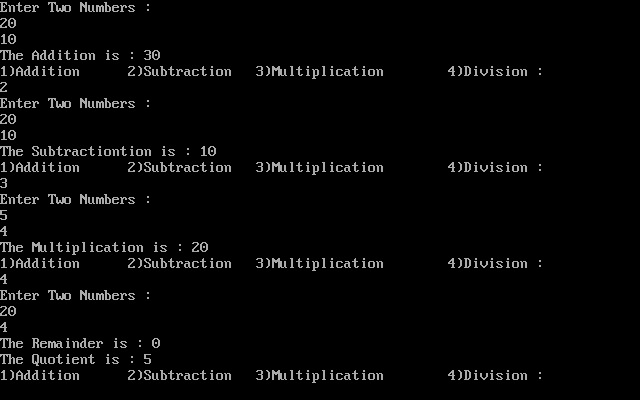 Enter Two Numbers :
20
10
The Addition is : 30
1)Addition      2)Subtraction   3)Multiplication        4)Division :
2
Enter Two Numbers :
20
10
The Subtractiontion is : 10
1)Addition      2)Subtraction   3)Multiplication        4)Division :
3
Enter Two Numbers :
5
4
The Multiplication is : 20
1)Addition      2)Subtraction   3)Multiplication        4)Division :
4
Enter Two Numbers :
20
4
The Remainder is : 0
The Quotient is : 5
1)Addition      2)Subtraction   3)Multiplication        4)Division :